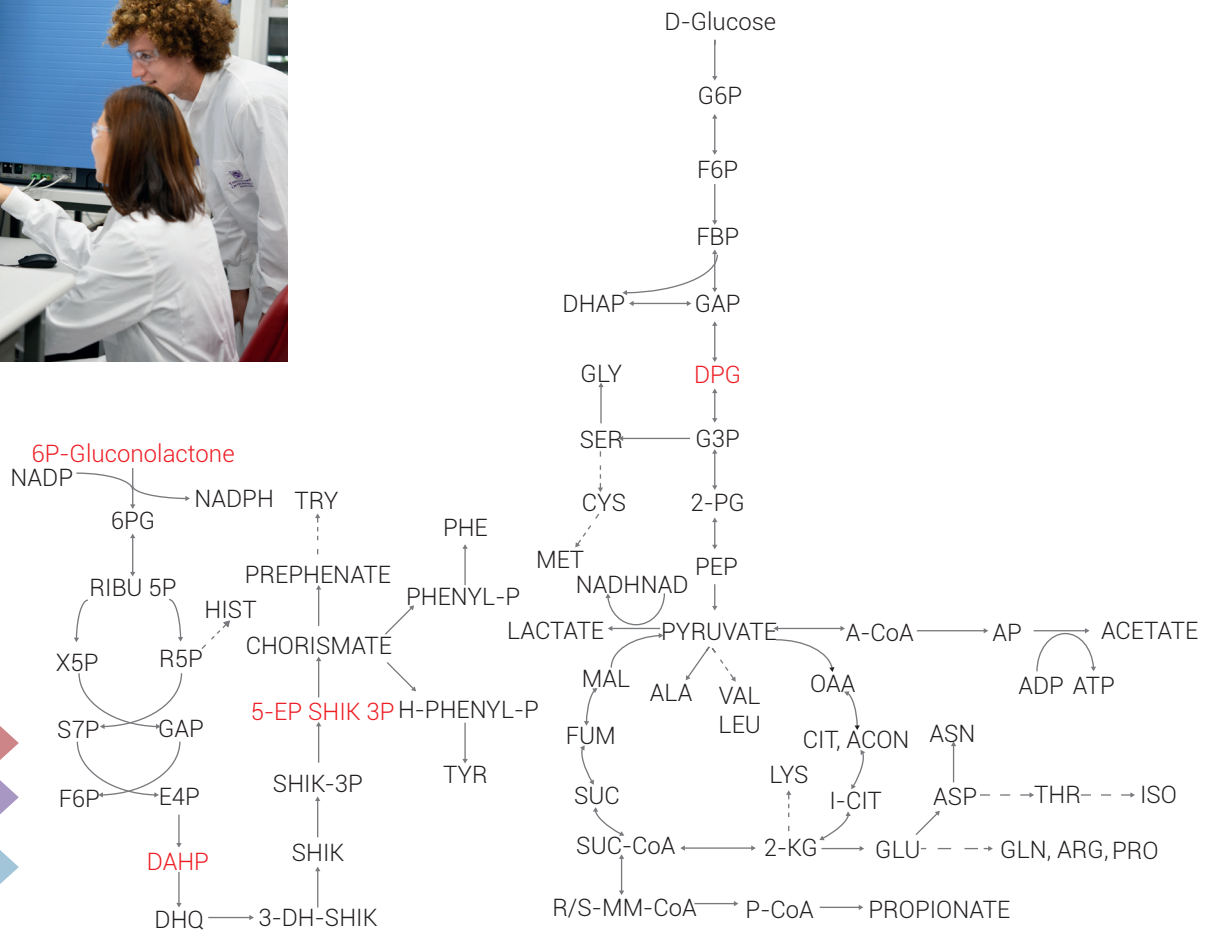 D-Glucose
G6P
F6P
FBP
DHAP GAP
GLY DPG
SER G3P
CYS 2-PG
MET PEP
NADHNAD
LACTATE PYRUVATE A-CoA AP ACETATE
ADP ATP
MAL ALA VAL OAA
LEU
FUM CIT, ACON ASN
LYS
SUC I-CIT ASP THR ISO
SUC-CoA 2-KG GLU GLN, ARG, PRO
R/S-MM-CoA P-CoA PROPIONATE
6P-Gluconolactone
NADP NADPH
6PG
RIBU 5P
HIST
X5P R5P
S7P GAP
F6P E4P
DAHP
DHQ 3-DH-SHIK
SHIK
SHIK-3P
5-EP SHIK 3P
CHORISMATE
PREPHENATE
TRY
PHE
PHENYL-P
H-PHENYL-P
TYR